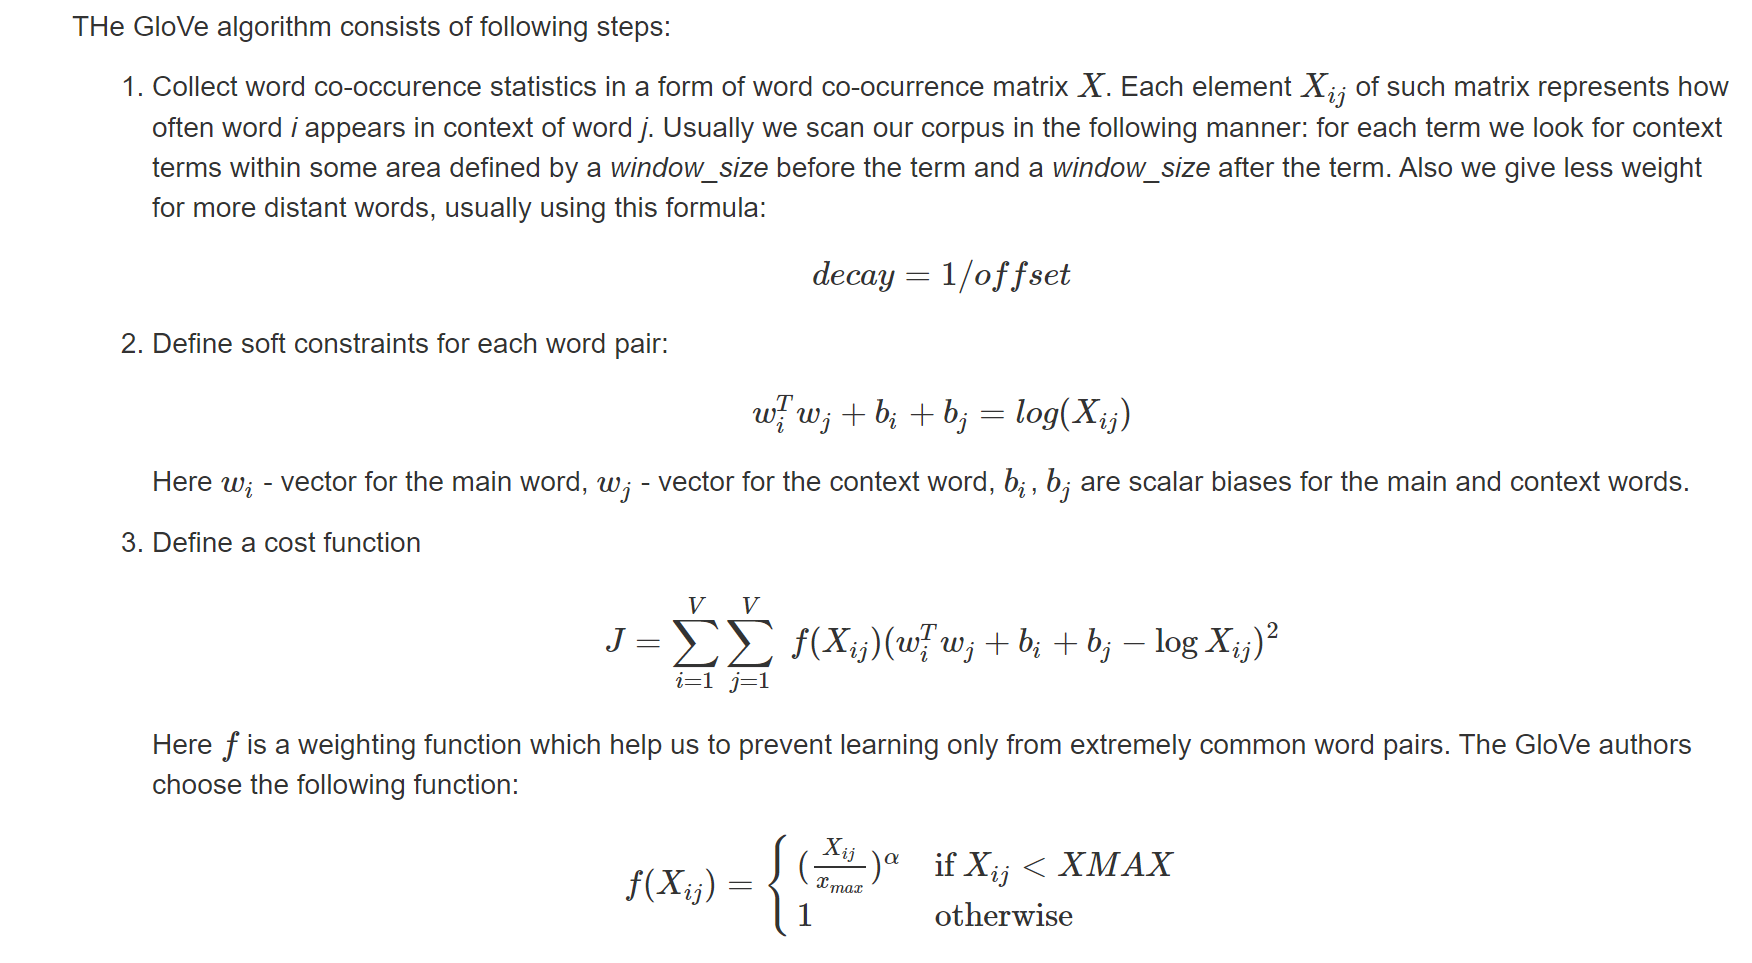 THe GloVe algorithm consists of following steps:
1. Collect word co-occurence statistics in a form of word co-ocurrence matrix X. Each element X_{ij} of such matrix represents how
often word i appears in context of word j. Usually we scan our corpus in the following manner: for each term we look for context
terms within some area defined by a window_size before the term and a window_size after the term. Also we give less weight
for more distant words, usually using this formula:
decay = 1/offset
2. Define soft constraints for each word pair:
w_i^T w_j + b_i + b_j = log(X_{ij})
Here w_i - vector for the main word, w_j - vector for the context word, b_i, b_j are scalar biases for the main and context words.
3. Define a cost function
J = \sum_{i=1}^{V} \sum_{j=1}^{V} f(X_{ij})(w_i^T w_j + b_i + b_j − log X_{ij})^2
Here f is a weighting function which help us to prevent learning only from extremely common word pairs. The GloVe authors
choose the following function:
f(X_{ij}) = { (\frac{X_{ij}}{x_{max}})^α if X_{ij} < XMAX
1 otherwise